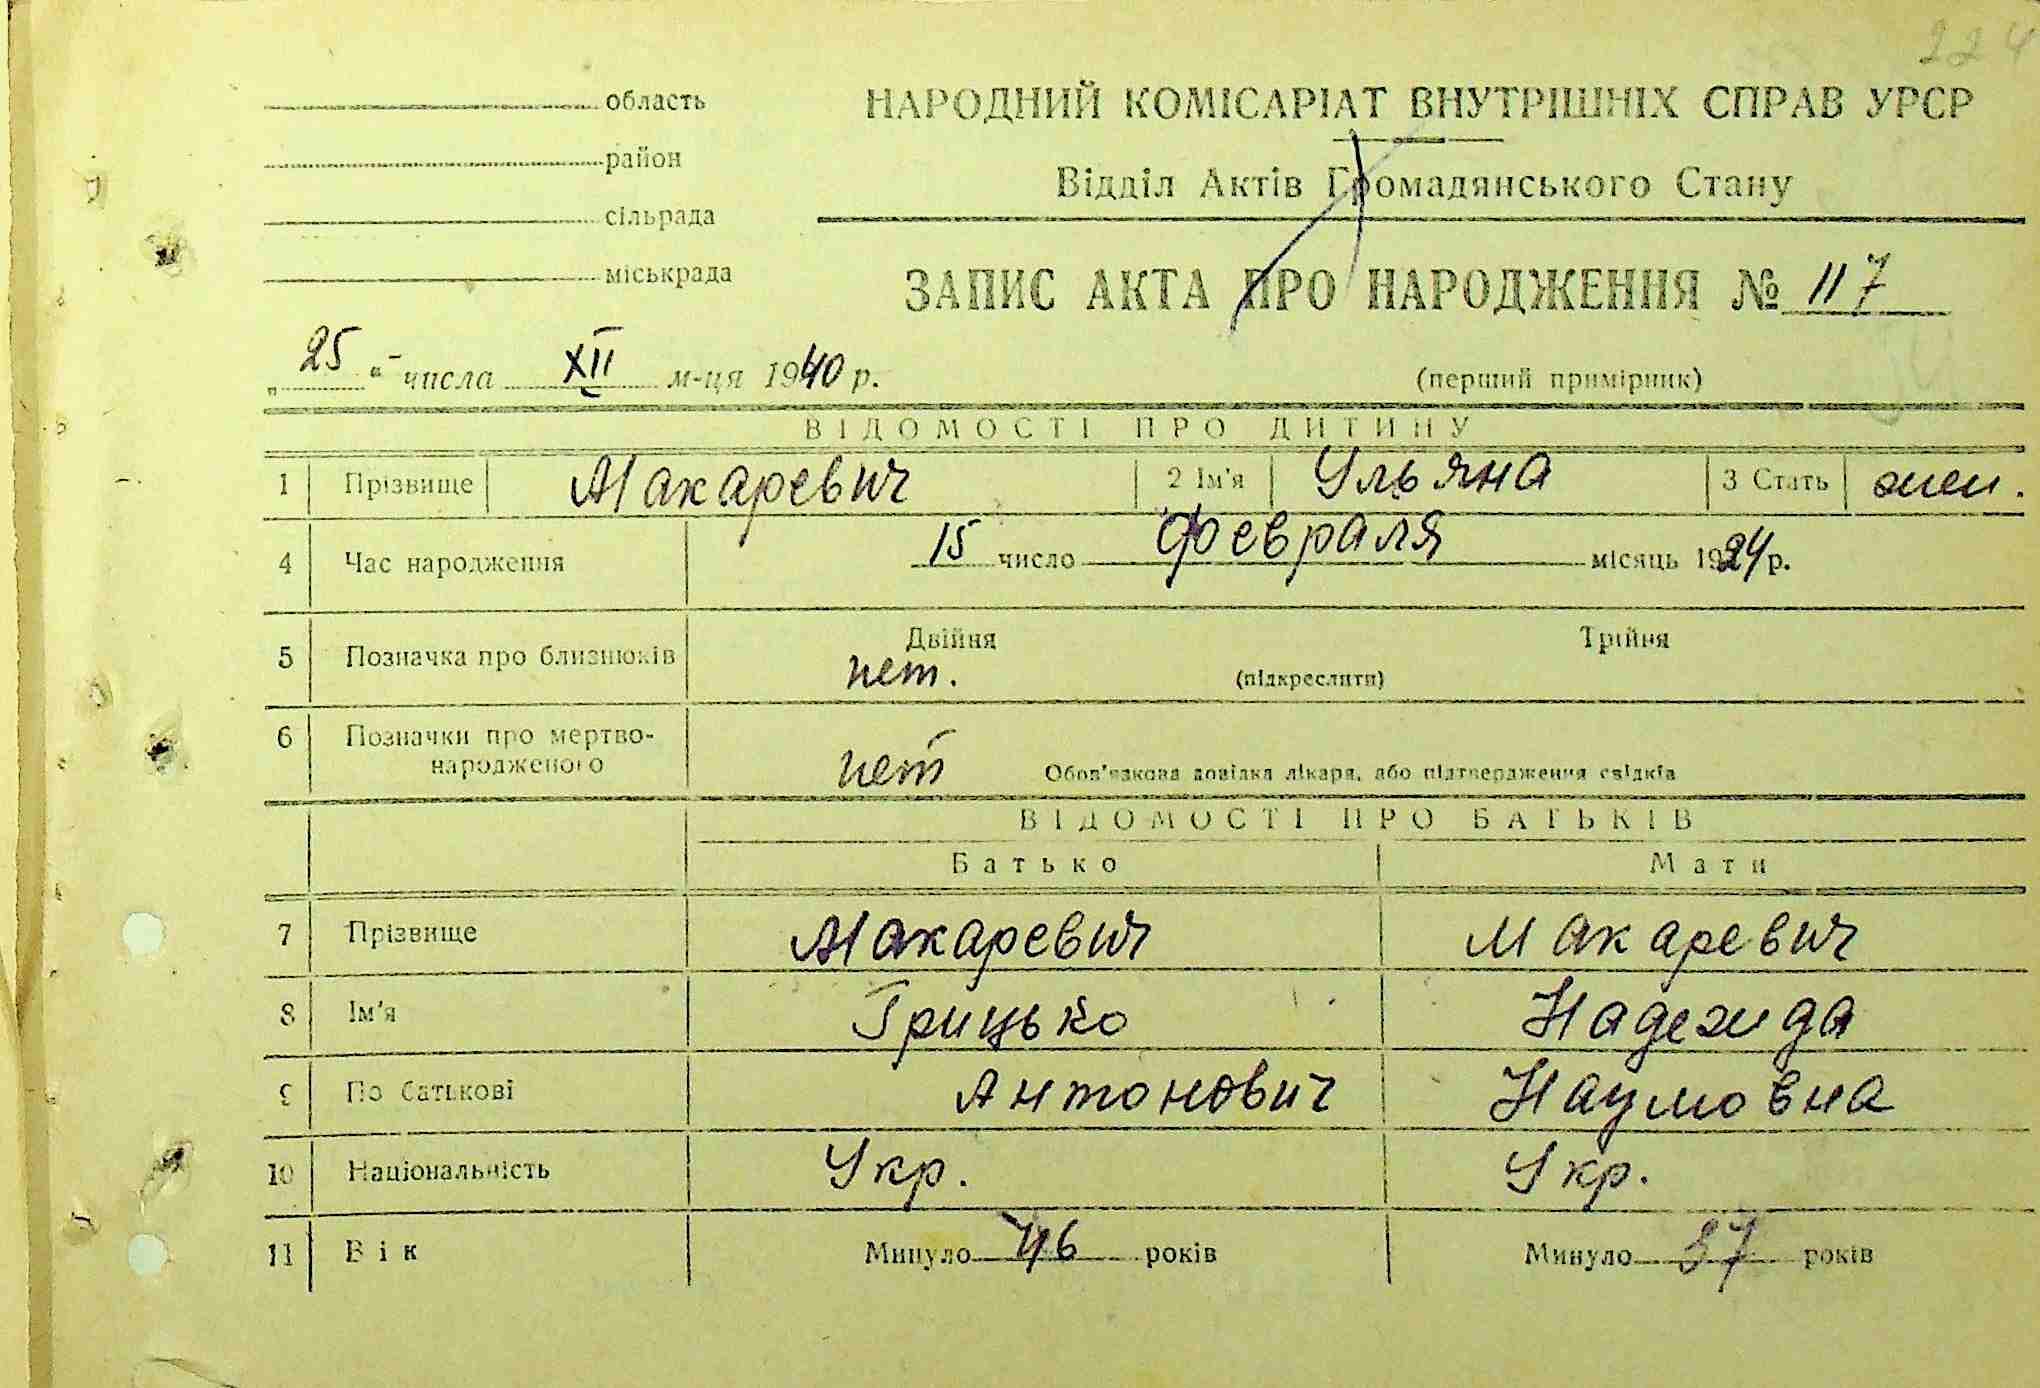 224
область
район
сільрада
міськрада
НАРОДНИЙ КОМІСАРІАТ ВНУТРІШНІХ СПРАВ УРСР
Відділ Актів Громадянського Стану
ЗАПИС АКТА ПРО НАРОДЖЕННЯ № 117
„25“ числа XII м-ця 1940 р.
(перший примірник)
ВІДОМОСТІ ПРО ДИТИНУ
1 Прізвище Макаревич 2 Ім'я Ульяна 3 Стать жен.
4 Час народження 15 число февраля місяць 1924 р.
5 Позначка про близнюків Двійня нет. (підкреслити) Трійня
6 Позначки про мертво-
народженого нет Обов'язкова довідка лікаря, або підтвердження свідків
ВІДОМОСТІ ПРО БАТЬКІВ
Батько Мати
7 Прізвище Макаревич Макаревич
8 Ім'я Грицько Надежда
9 По батькові Антонович Наумовна
10 Національність Укр. Укр.
11 Вік Минуло 46 років Минуло 37 років